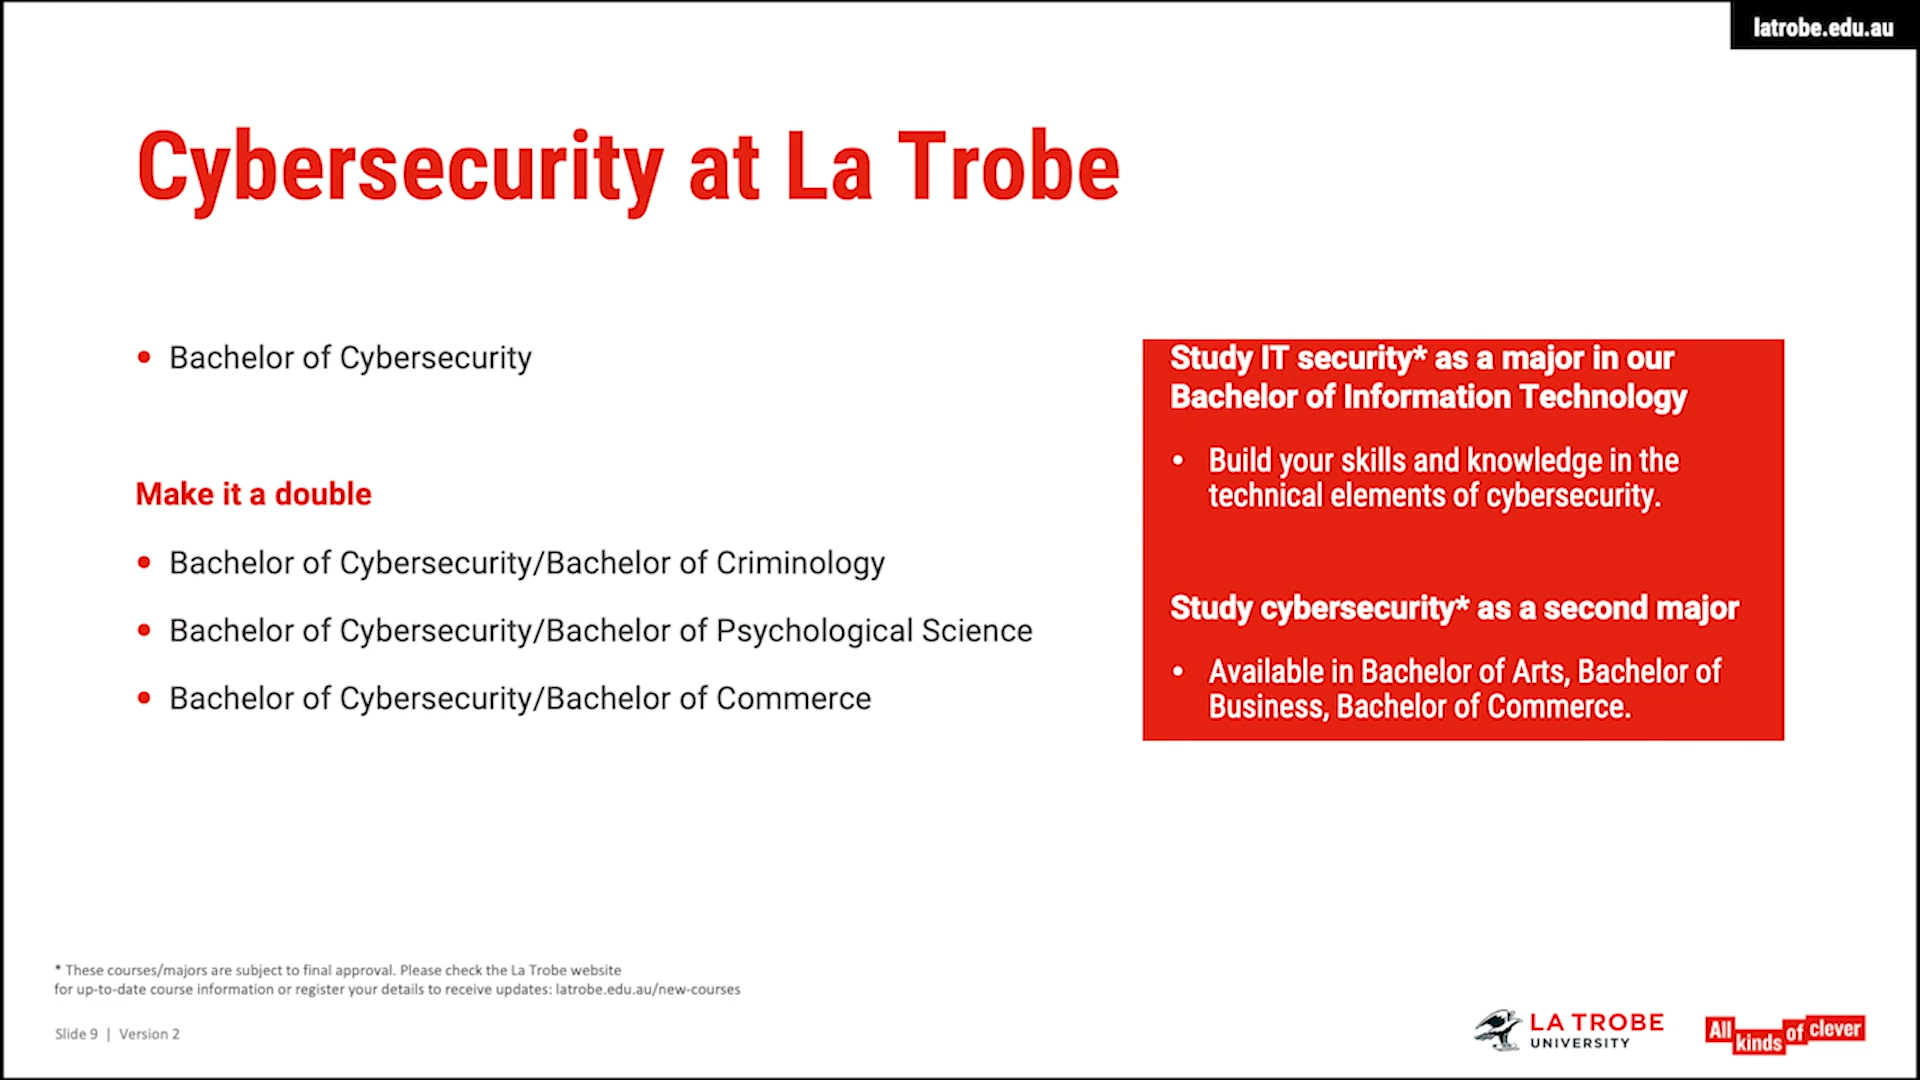 latrobe.edu.au
Cybersecurity at La Trobe
• Bachelor of Cybersecurity
Make it a double
• Bachelor of Cybersecurity/Bachelor of Criminology
• Bachelor of Cybersecurity/Bachelor of Psychological Science
• Bachelor of Cybersecurity/Bachelor of Commerce
Study IT security* as a major in our
Bachelor of Information Technology
• Build your skills and knowledge in the
technical elements of cybersecurity.
Study cybersecurity* as a second major
• Available in Bachelor of Arts, Bachelor of
Business, Bachelor of Commerce.
* These courses/majors are subject to final approval. Please check the La Trobe website
for up-to-date course information or register your details to receive updates: latrobe.edu.au/new-courses
Slide 9 | Version 2
LA TROBE
UNIVERSITY
All kinds of clever